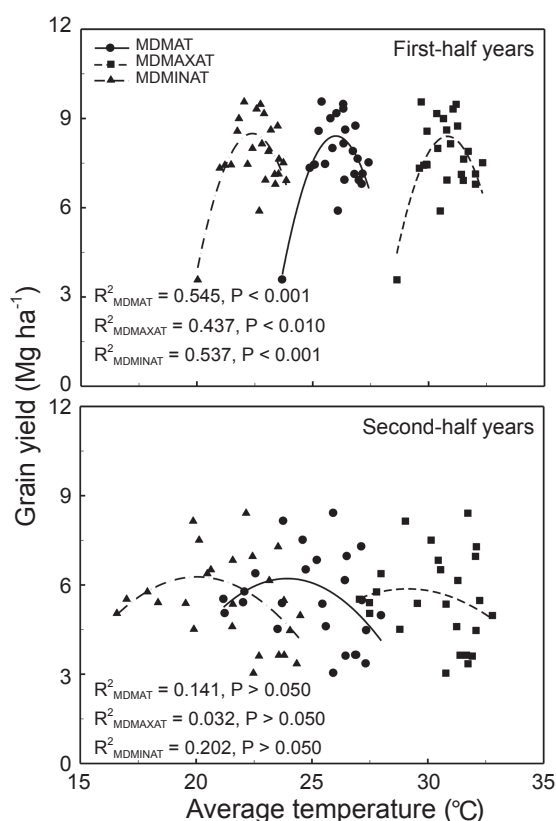 12
MDMAT
First-half years
MDMAXAT
MDMINAT
9
6
3
R²MDMAT = 0.545, P < 0.001
R²MDMAXAT = 0.437, P < 0.010
R²MDMINAT = 0.537, P < 0.001
0
Grain yield (Mg ha⁻¹)
12
Second-half years
9
6
3
R²MDMAT = 0.141, P > 0.050
R²MDMAXAT = 0.032, P > 0.050
R²MDMINAT = 0.202, P > 0.050
0
15 20 25 30 35
Average temperature (℃)